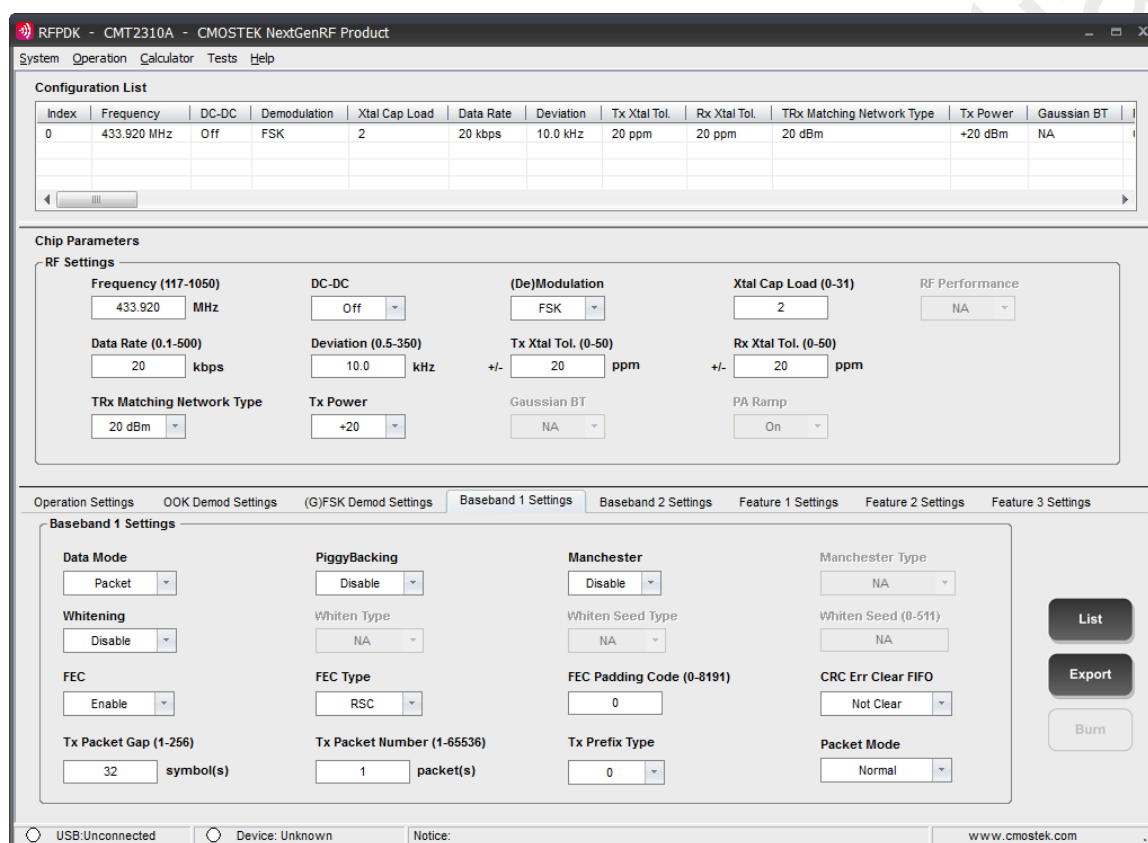 RFPDK - CMT2310A - CMOSTEK NextGenRF Product
System Operation Calculator Tests Help
Configuration List
Index Frequency DC-DC Demodulation Xtal Cap Load Data Rate Deviation Tx Xtal Tol. Rx Xtal Tol. TRx Matching Network Type Tx Power Gaussian BT
0 433.920 MHz Off FSK 2 20 kbps 10.0 kHz 20 ppm 20 ppm 20 dBm +20 dBm NA
Chip Parameters
RF Settings
Frequency (117-1050) DC-DC (De)Modulation Xtal Cap Load (0-31) RF Performance
433.920 MHz Off FSK 2 NA
Data Rate (0.1-500) Deviation (0.5-350) Tx Xtal Tol. (0-50) Rx Xtal Tol. (0-50)
20 kbps 10.0 kHz +/- 20 ppm +/- 20 ppm
TRx Matching Network Type Tx Power Gaussian BT PA Ramp
20 dBm +20 NA On
Operation Settings OOK Demod Settings (G)FSK Demod Settings Baseband 1 Settings Baseband 2 Settings Feature 1 Settings Feature 2 Settings Feature 3 Settings
Baseband 1 Settings
Data Mode PiggyBacking Manchester Manchester Type
Packet Disable Disable NA
Whitening Whiten Type Whiten Seed Type Whiten Seed (0-511)
Disable NA NA NA
List
FEC FEC Type FEC Padding Code (0-8191) CRC Err Clear FIFO
Export
Enable RSC 0 Not Clear
Burn
Tx Packet Gap (1-256) Tx Packet Number (1-65536) Tx Prefix Type Packet Mode
32 symbol(s) 1 packet(s) 0 Normal
USB:Unconnected Device: Unknown Notice: www.cmostek.com